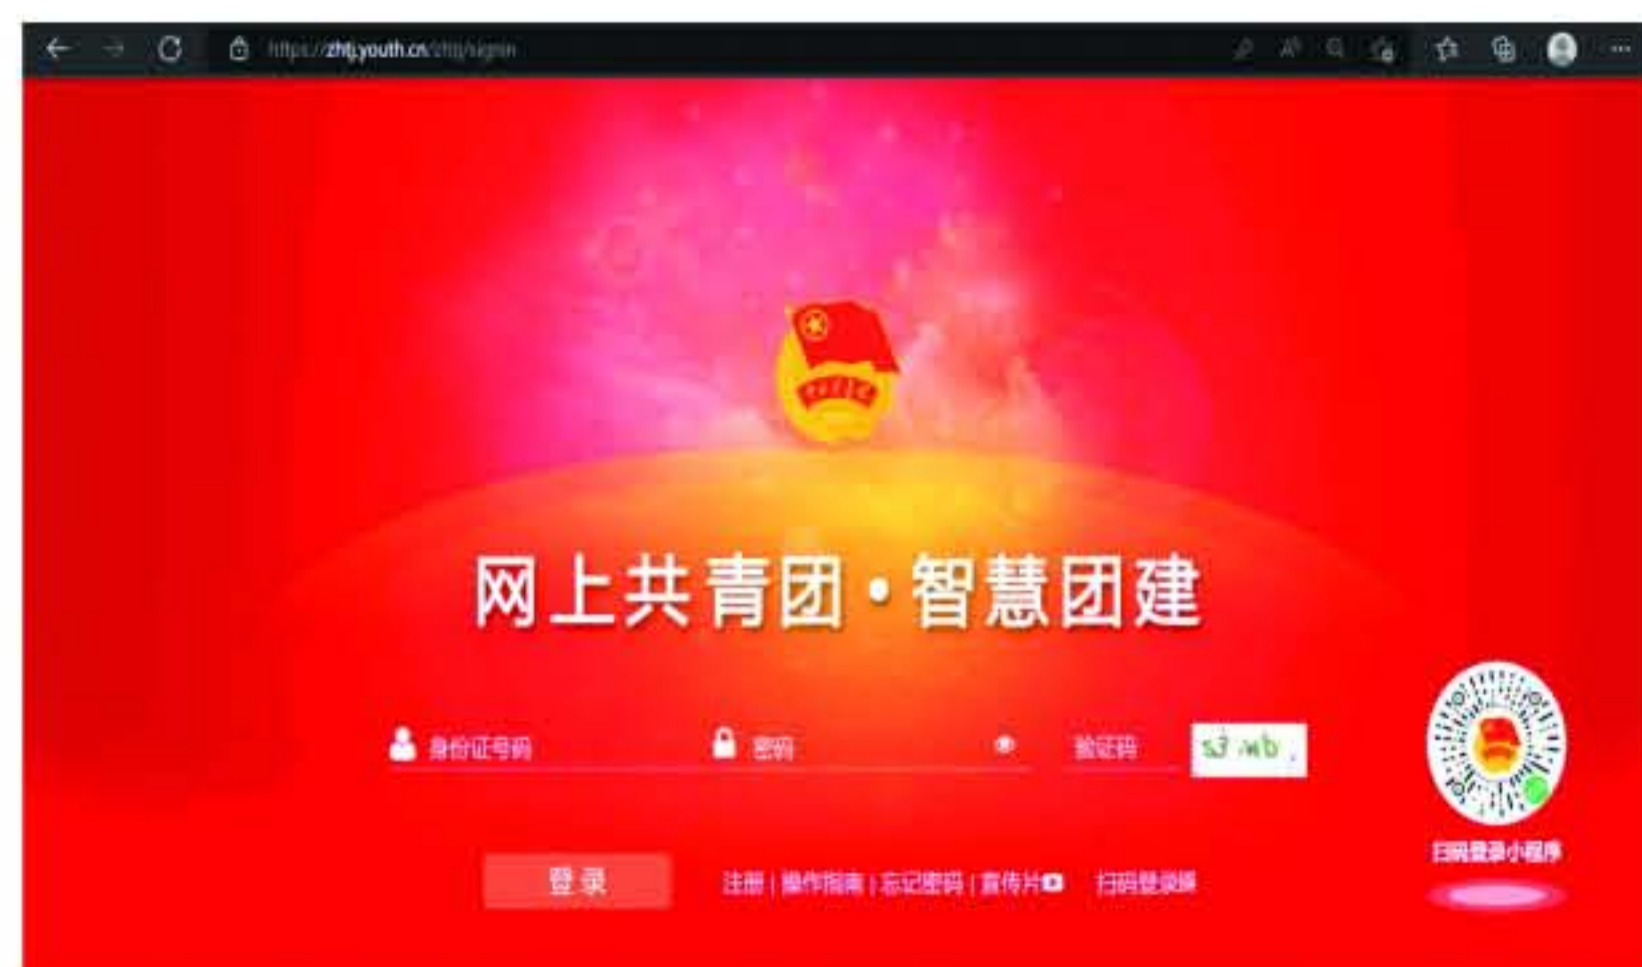 https://zhtj.youth.cn/zhtj/signin
网上共青团·智慧团建
身份证号码 密码 验证码
扫码登录小程序
登录 注册 | 操作指南 | 忘记密码 | 宣传片 扫码登录